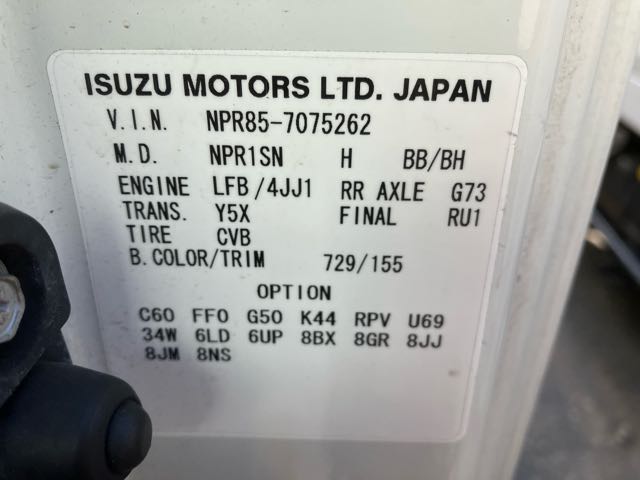 ISUZU MOTORS LTD. JAPAN
V.I.N. NPR85-7075262
M.D. NPR1SN H BB/BH
ENGINE LFB/4JJ1 RR AXLE G73
TRANS. Y5X FINAL RU1
TIRE CVB
B.COLOR/TRIM 729/155
OPTION
C60 FF0 G50 K44 RPV U69
34W 6LD 6UP 8BX 8GR 8JJ
8JM 8NS